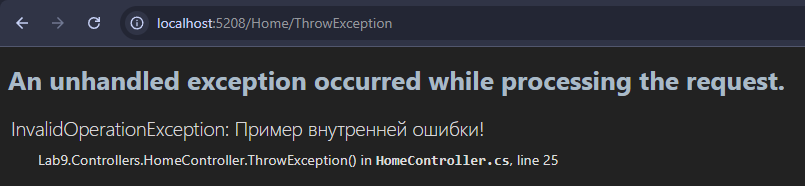 localhost:5208/Home/ThrowException
An unhandled exception occurred while processing the request.
InvalidOperationException: Пример внутренней ошибки!
Lab9.Controllers.HomeController.ThrowException() in HomeController.cs, line 25